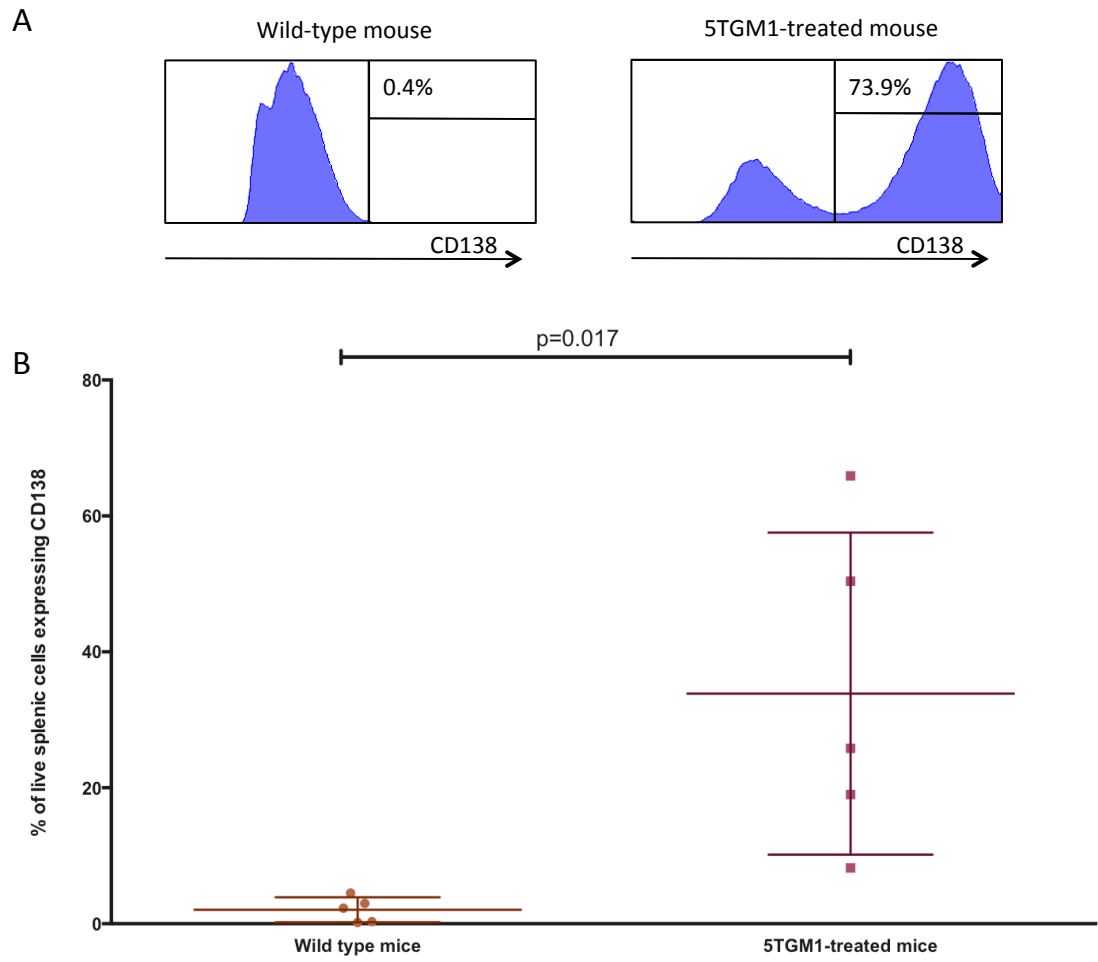 A
Wild-type mouse
5TGM1-treated mouse
0.4%
73.9%
CD138
CD138
p=0.017
B
80
60
40
20
0
% of live splenic cells expressing CD138
Wild type mice
5TGM1-treated mice